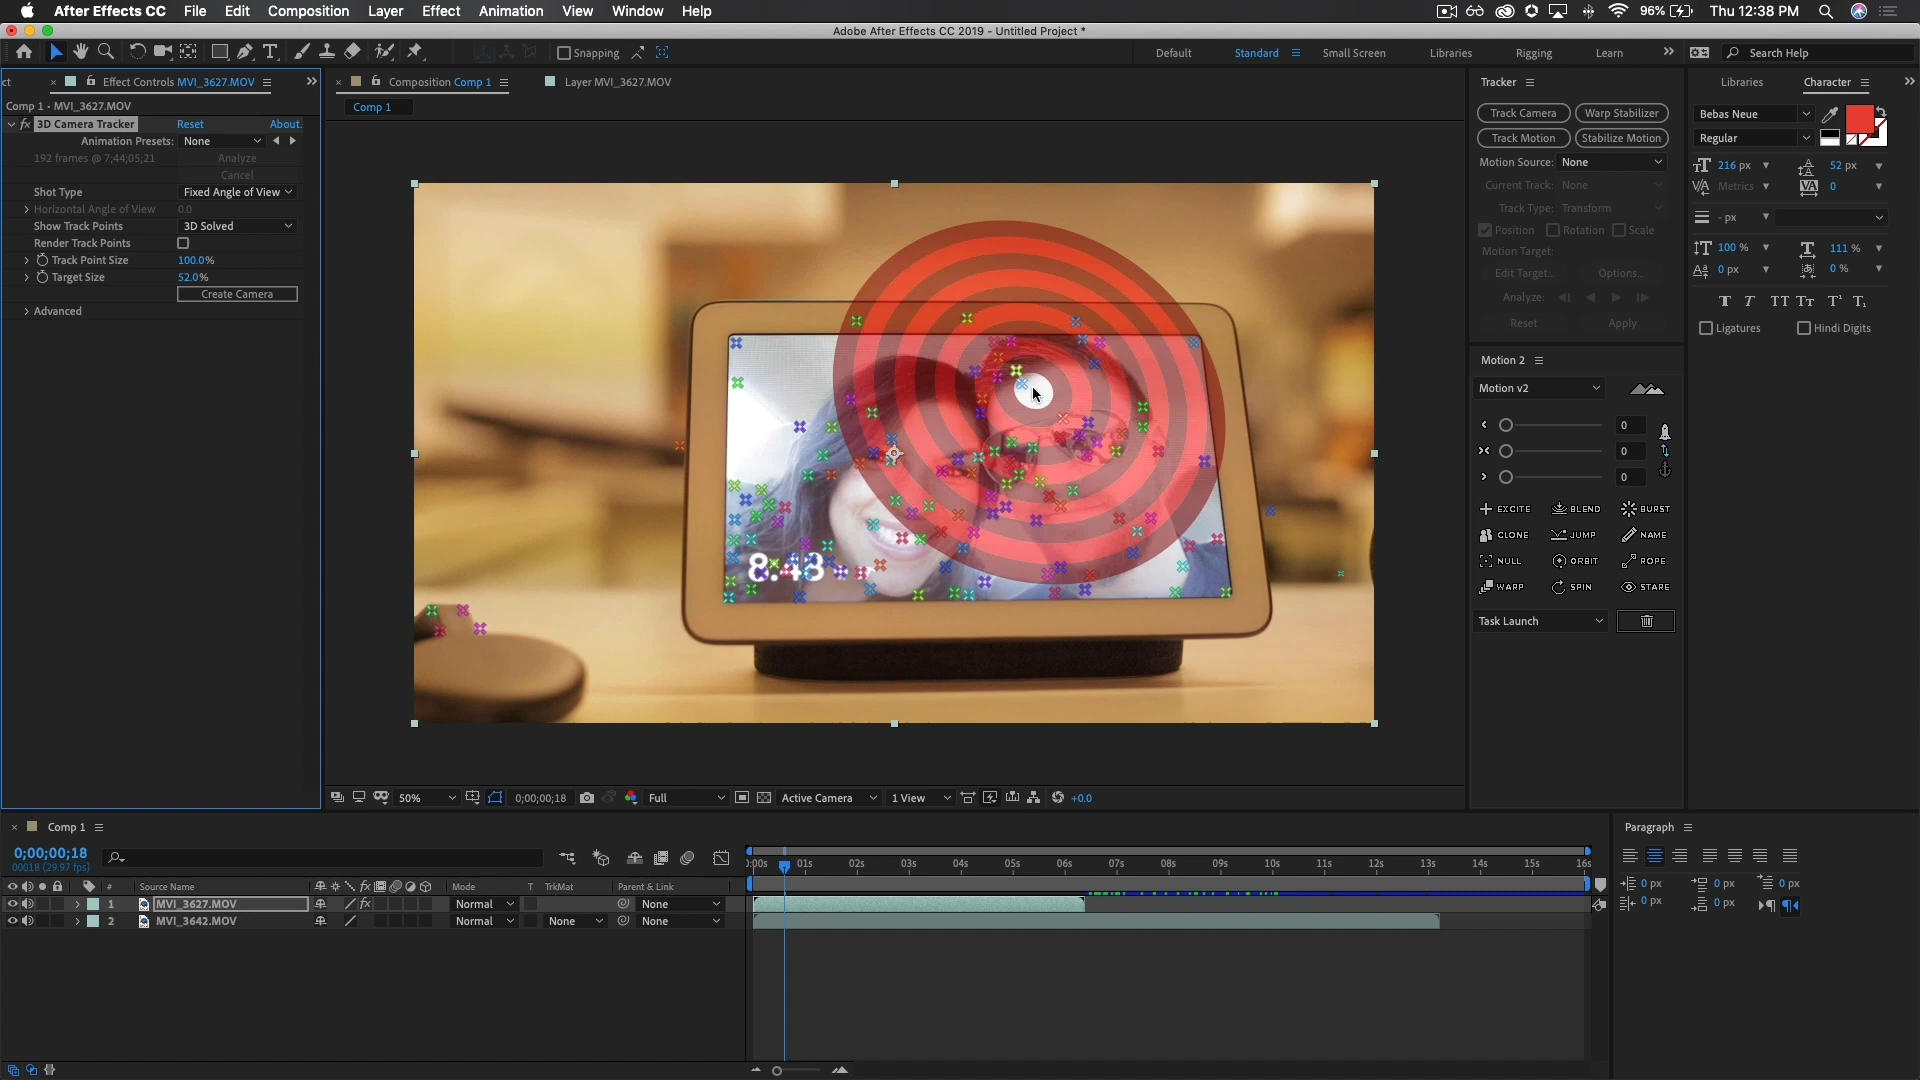 After Effects CC File Edit Composition Layer Effect Animation View Window Help 96% Thu 12:38 PM
Adobe After Effects CC 2019 - Untitled Project *
Snapping Default Standard Small Screen Libraries Rigging Learn Search Help
ct Effect Controls MVI_3627.MOV
Comp 1 • MVI_3627.MOV
fx 3D Camera Tracker Reset About.
Animation Presets: None
192 frames @ 7;44;05;21 Analyze
Cancel
Shot Type Fixed Angle of View
Horizontal Angle of View 0.0
Show Track Points 3D Solved
Render Track Points
Track Point Size 100.0%
Target Size 52.0%
Create Camera
Advanced
Composition Comp 1 Layer MVI_3627.MOV
Comp 1
8:43
50% 0;00;00;18 Full Active Camera 1 View +0.0
Tracker
Track Camera Warp Stabilizer
Track Motion Stabilize Motion
Motion Source: None
Current Track: None
Track Type: Transform
Position Rotation Scale
Motion Target:
Edit Target... Options...
Analyze:
Reset Apply
Motion 2
Motion v2
0
0
0
EXCITE BLEND BURST
CLONE JUMP NAME
NULL ORBIT ROPE
WARP SPIN STARE
Task Launch
Libraries Character
Bebas Neue
Regular
216 px 52 px
Metrics 0
- px
100 % 111 %
0 px 0 %
T T TT Tt T¹ T₁
Ligatures Hindi Digits
Comp 1
0;00;00;18
00018 (29.97 fps)
:00s 01s 02s 03s 04s 05s 06s 07s 08s 09s 10s 11s 12s 13s 14s 15s 16s
# Source Name fx Mode T TrkMat Parent & Link
1 MVI_3627.MOV fx Normal None
2 MVI_3642.MOV Normal None None
Paragraph
0 px 0 px 0 px
0 px 0 px